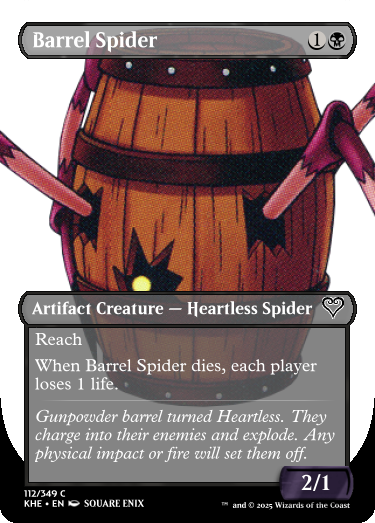 Barrel Spider 1
Artifact Creature — Heartless Spider
Reach
When Barrel Spider dies, each player
loses 1 life.
Gunpowder barrel turned Heartless. They
charge into their enemies and explode. Any
physical impact or fire will set them off.
2/1
112/349 C
KHE • EN SQUARE ENIX
™ and © 2025 Wizards of the Coast